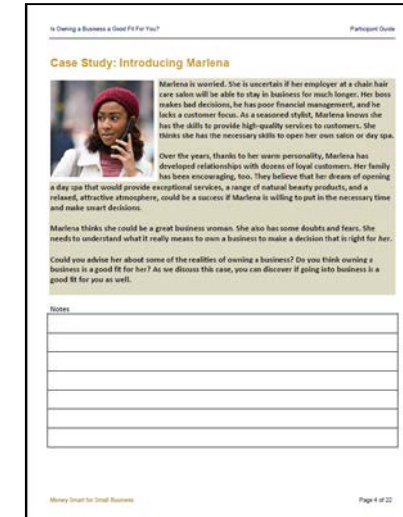 Is Owning a Business a Good Fit For You?
Participant Guide
Case Study: Introducing Marlena
Marlena is worried. She is uncertain if her employer at a chain hair
care salon will be able to stay in business for much longer. Her boss
makes bad decisions, he has poor financial management, and he
lacks a customer focus. As a seasoned stylist, Marlena knows she
has the skills to provide high-quality services to customers. She
thinks she has the necessary skills to open her own salon or day spa.
Over the years, thanks to her warm personality, Marlena has
developed relationships with dozens of loyal customers. Her family
has been encouraging, too. They believe that her dream of opening
a day spa that would provide exceptional services, a range of natural beauty products, and a
relaxed, attractive atmosphere, could be a success if Marlena is willing to put in the necessary time
and make smart decisions.
Marlena thinks she could be a great business woman. She also has some doubts and fears. She
needs to understand what it really means to own a business to make a decision that is right for her.
Could you advise her about some of the realities of owning a business? Do you think owning a
business is a good fit for her? As we discuss this case, you can discover if going into business is a
good fit for you as well.
Notes
Money Smart for Small Business
Page 4 of 22